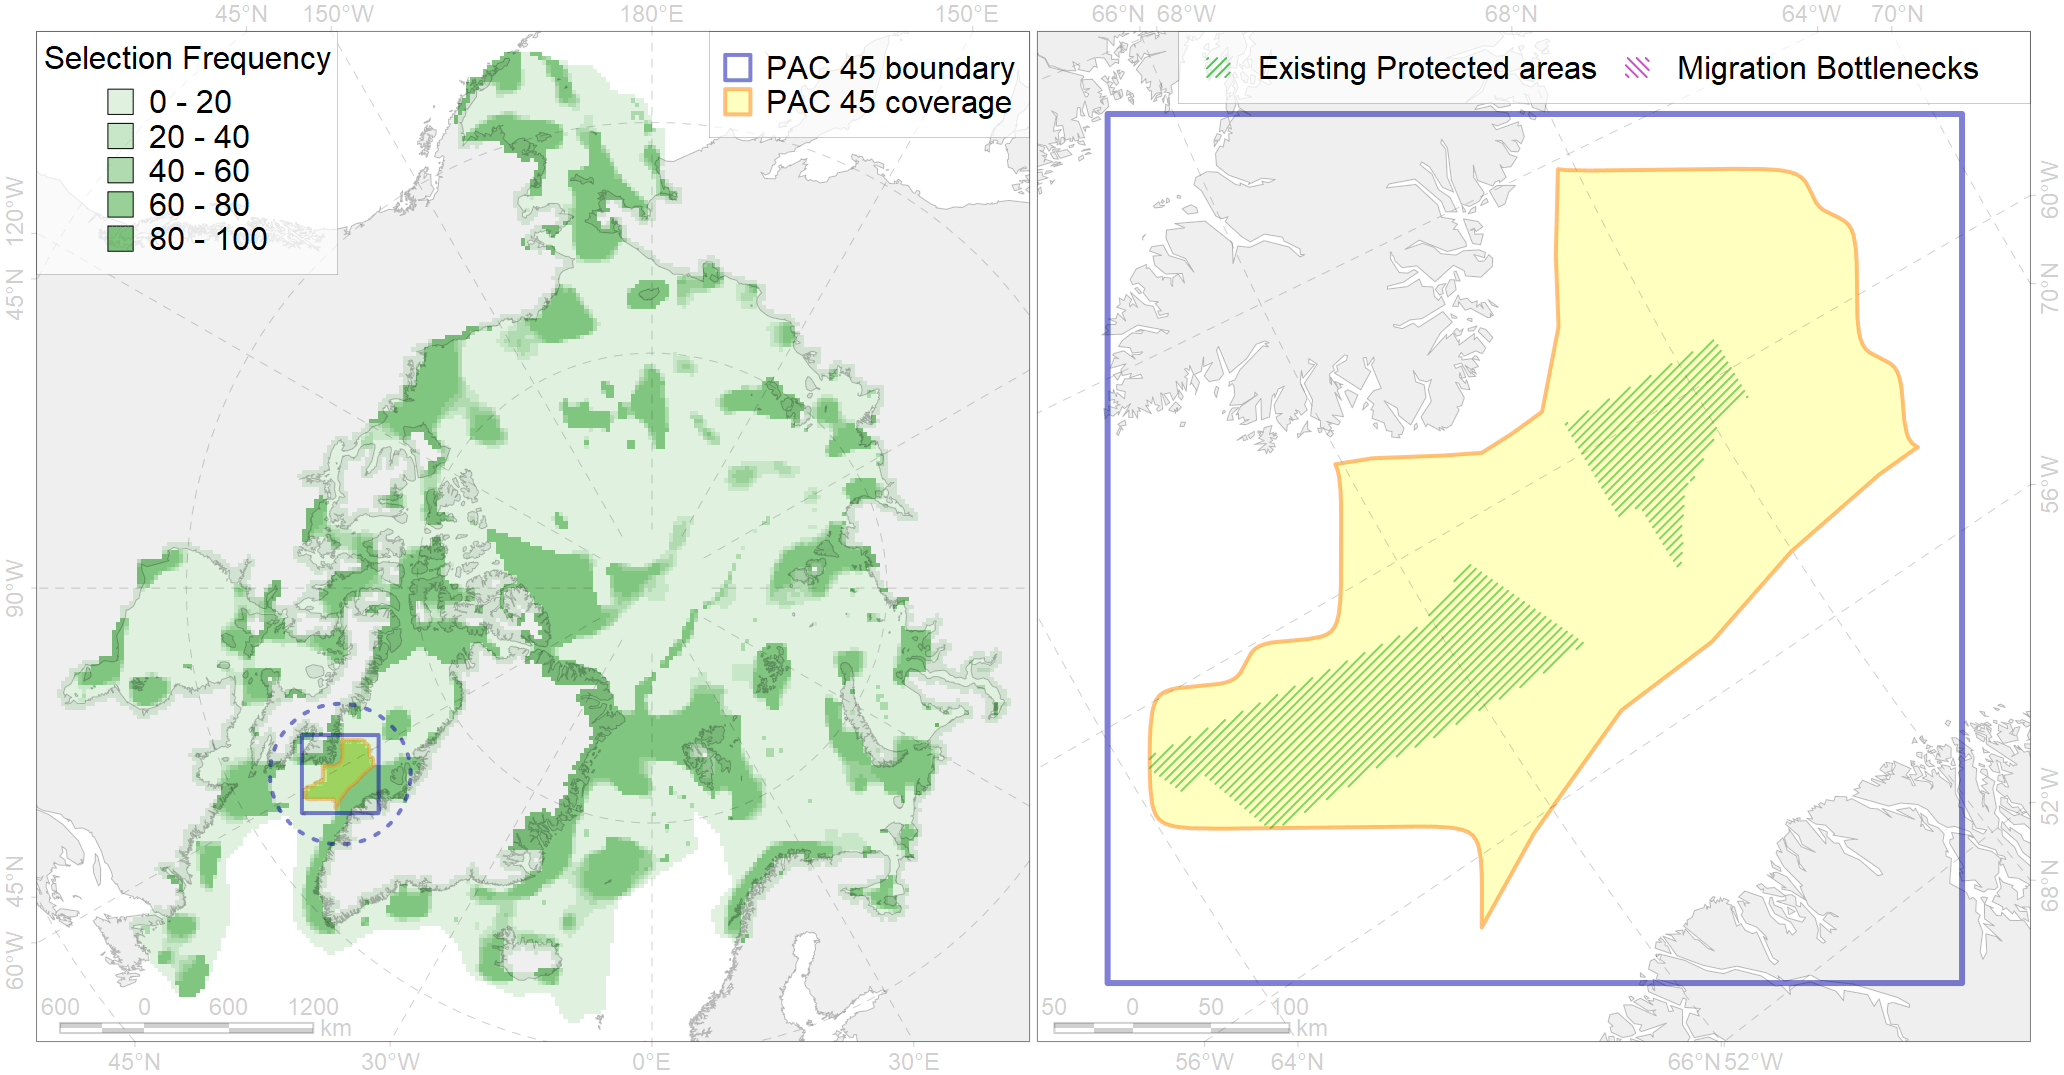 45°N 150°W 180°E 150°E 66°N 68°W 68°N 64°W 70°N
Selection Frequency
0 - 20
20 - 40
40 - 60
60 - 80
80 - 100
PAC 45 boundary
PAC 45 coverage
Existing Protected areas Migration Bottlenecks
120°W
45°N
90°W
45°N
60°W
60°W
70°N
56°W
52°W
68°N
600 0 600 1200
km
50 0 50 100
km
45°N 30°W 0°E 30°E 56°W 64°N 66°N 52°W